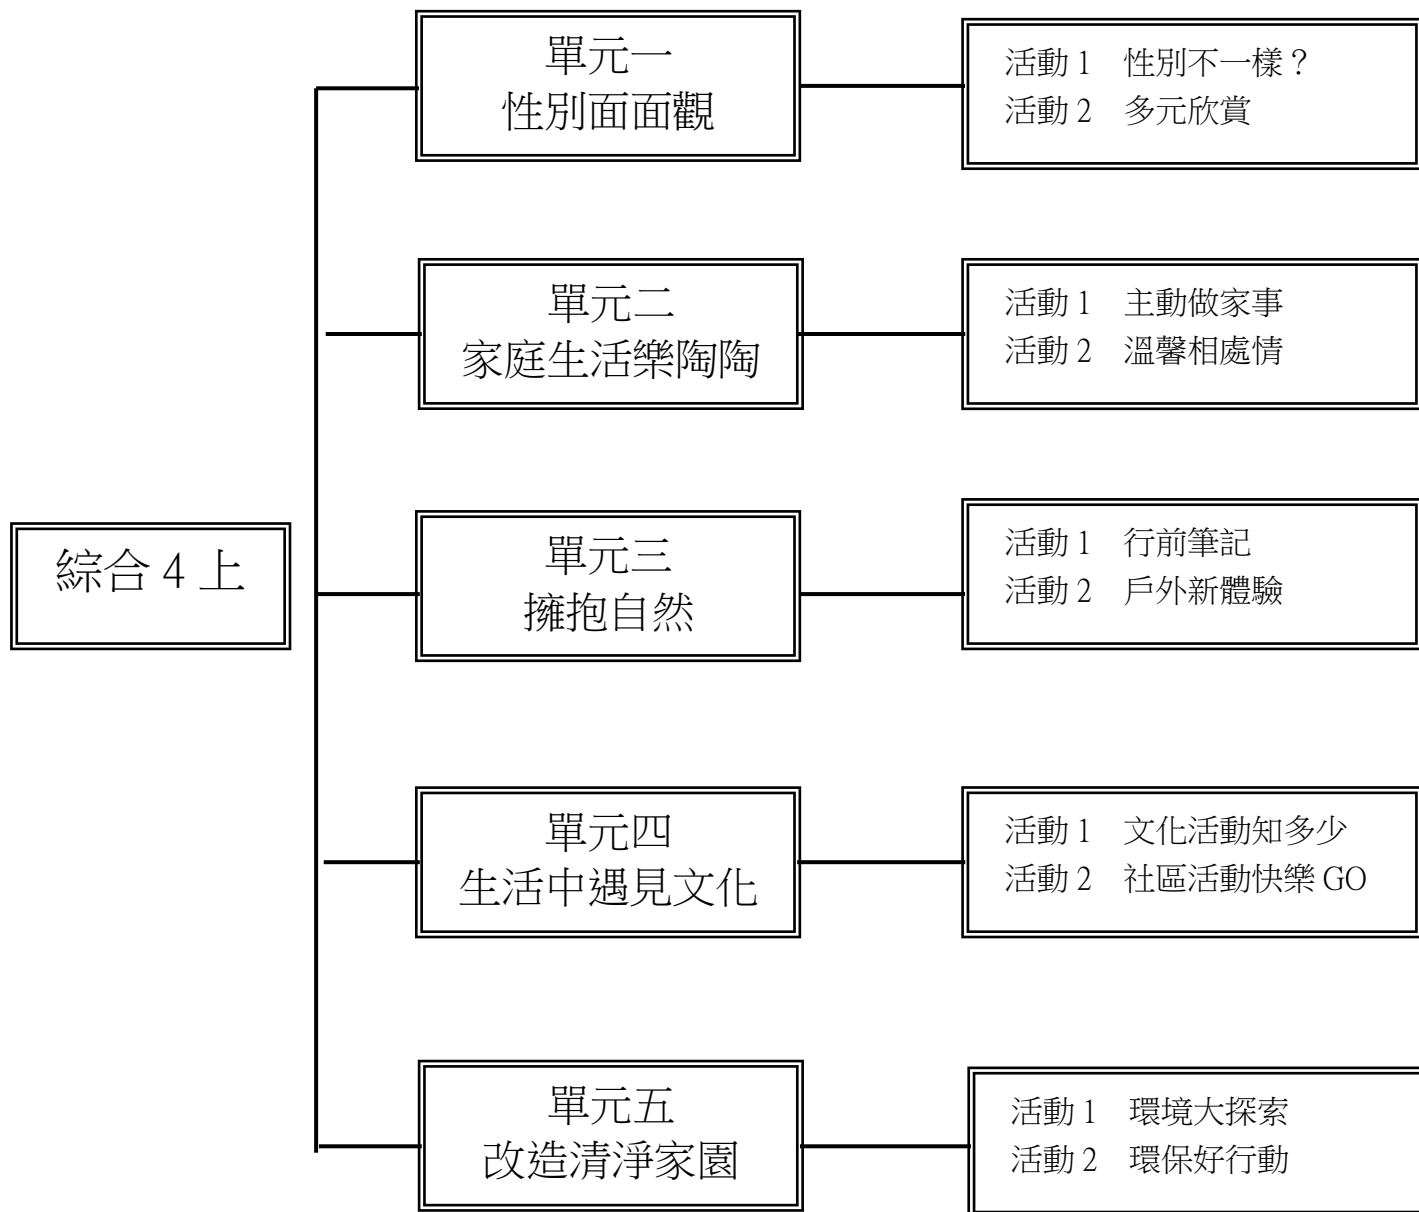 綜合 4 上
單元一
性別面面觀
活動 1　性別不一樣？
活動 2　多元欣賞
單元二
家庭生活樂陶陶
活動 1　主動做家事
活動 2　溫馨相處情
單元三
擁抱自然
活動 1　行前筆記
活動 2　戶外新體驗
單元四
生活中遇見文化
活動 1　文化活動知多少
活動 2　社區活動快樂 GO
單元五
改造清淨家園
活動 1　環境大探索
活動 2　環保好行動